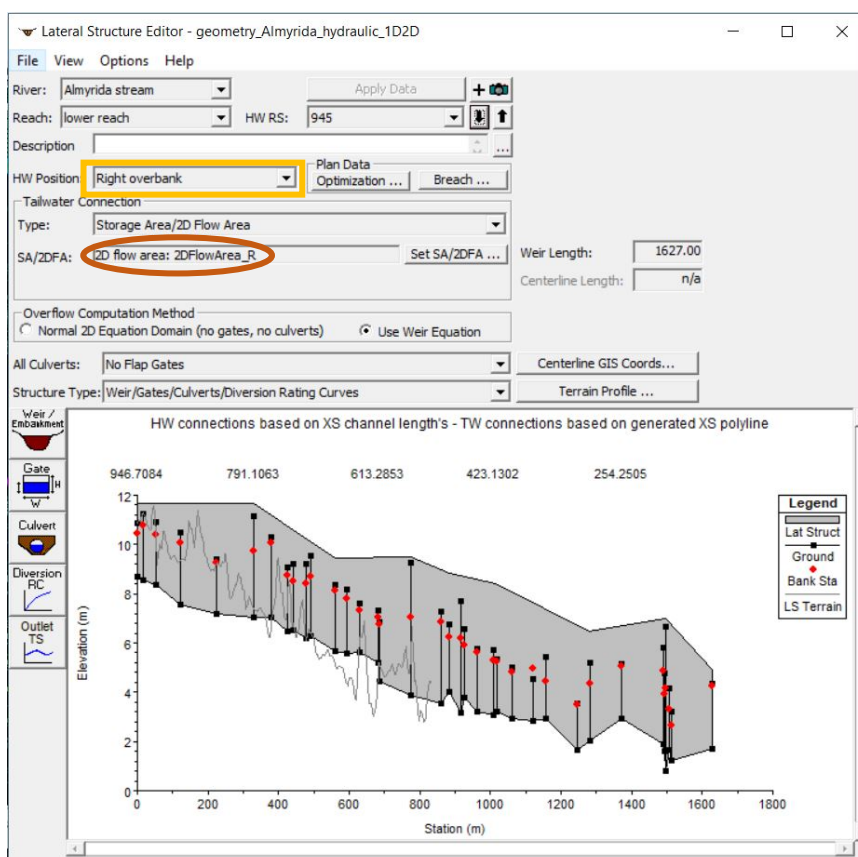 Lateral Structure Editor - geometry_Almyrida_hydraulic_1D2D
File View Options Help
River: Almyrida stream Apply Data
Reach: lower reach HW RS: 945
Description ...
HW Position: Right overbank Plan Data Optimization ... Breach ...
Tailwater Connection
Type: Storage Area/2D Flow Area
SA/2DFA: 2D flow area: 2DFlowArea_R Set SA/2DFA ... Weir Length: 1627.00
Centerline Length: n/a
Overflow Computation Method
Normal 2D Equation Domain (no gates, no culverts) Use Weir Equation
All Culverts: No Flap Gates Centerline GIS Coords...
Structure Type: Weir/Gates/Culverts/Diversion Rating Curves Terrain Profile ...
Weir / Embankment
Gate
H
W
Culvert
Diversion RC
Outlet TS
HW connections based on XS channel length's - TW connections based on generated XS polyline
946.7084 791.1063 613.2853 423.1302 254.2505
12
10
8
6
4
2
0
Elevation (m)
0 200 400 600 800 1000 1200 1400 1600 1800
Station (m)
Legend
Lat Struct
Ground
Bank Sta
LS Terrain